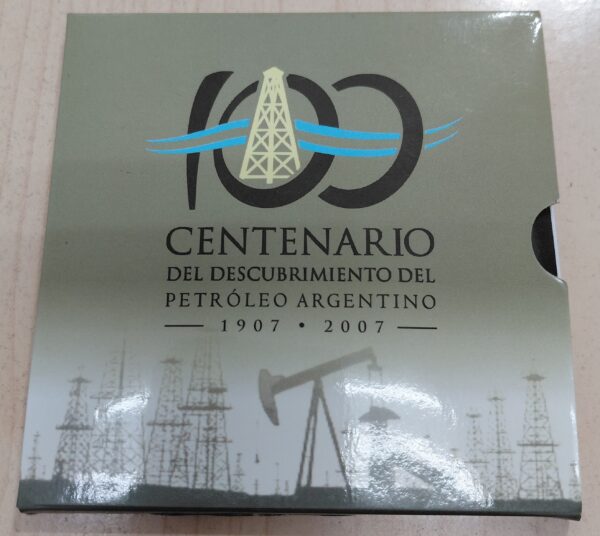 100
CENTENARIO
DEL DESCUBRIMIENTO DEL
PETRÓLEO ARGENTINO
1907 • 2007